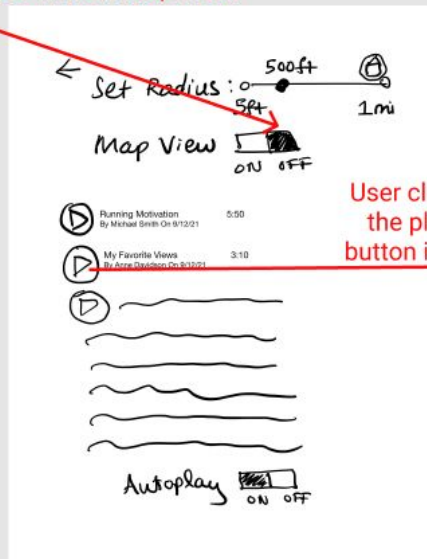 500ft
Set Radius:
5ft 1mi
Map View
ON OFF
Running Motivation 5:50
By Michael Smith On 9/12/21
My Favorite Views 3:10
By Anne Davidson On 9/12/21
User cl
the pl
button i
Autoplay
ON OFF